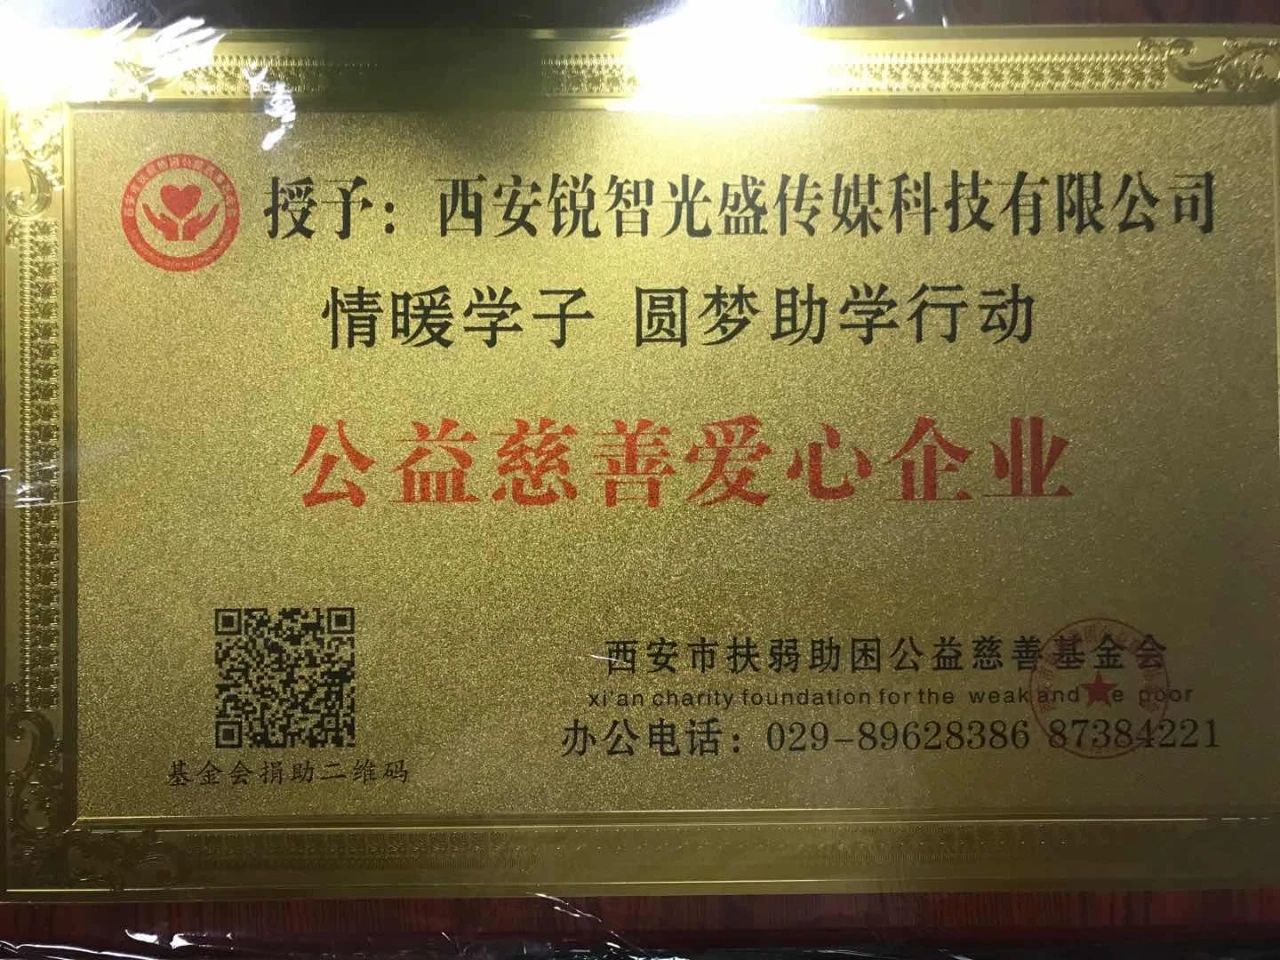 授予：西安锐智光盛传媒科技有限公司
情暖学子 圆梦助学行动
公益慈善爱心企业
西安市扶弱助困公益慈善基金会
xi'an charity foundation for the weak and the poor
办公电话：029-89628386 87384221
基金会捐助二维码